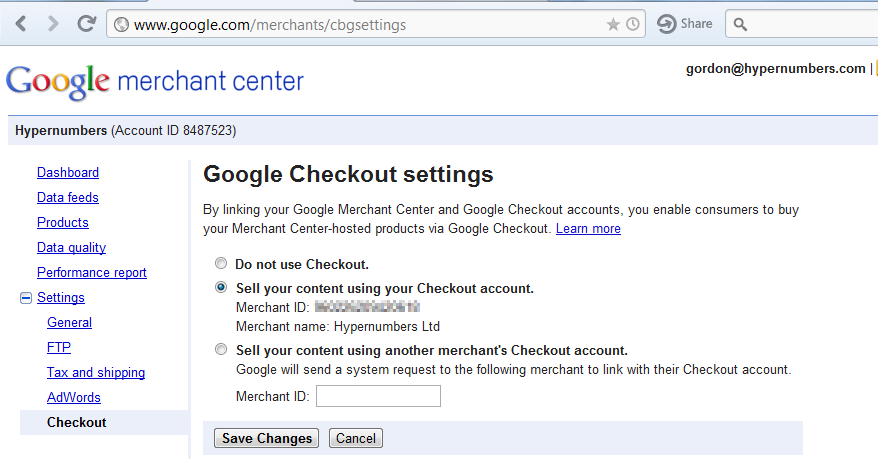 www.google.com/merchants/cbgsettings
Share
Google merchant center
gordon@hypernumbers.com |
Hypernumbers (Account ID 8487523)
Dashboard
Data feeds
Products
Data quality
Performance report
Settings
General
FTP
Tax and shipping
AdWords
Checkout
Google Checkout settings
By linking your Google Merchant Center and Google Checkout accounts, you enable consumers to buy
your Merchant Center-hosted products via Google Checkout. Learn more
Do not use Checkout.
Sell your content using your Checkout account.
Merchant ID:
Merchant name: Hypernumbers Ltd
Sell your content using another merchant's Checkout account.
Google will send a system request to the following merchant to link with their Checkout account.
Merchant ID:
Save Changes Cancel